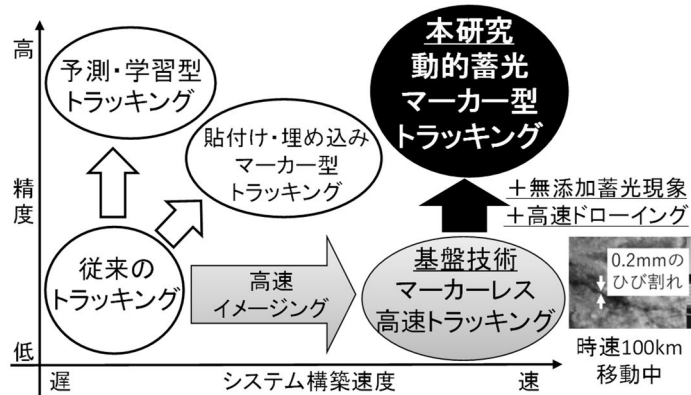 高
精度
低
予測・学習型
トラッキング
貼付け・埋め込み
マーカー型
トラッキング
本研究
動的蓄光
マーカー型
トラッキング
+無添加蓄光現象
+高速ドローイング
従来の
トラッキング
高速
イメージング
基盤技術
マーカーレス
高速トラッキング
0.2mmの
ひび割れ
時速100km
移動中
遅
システム構築速度
速